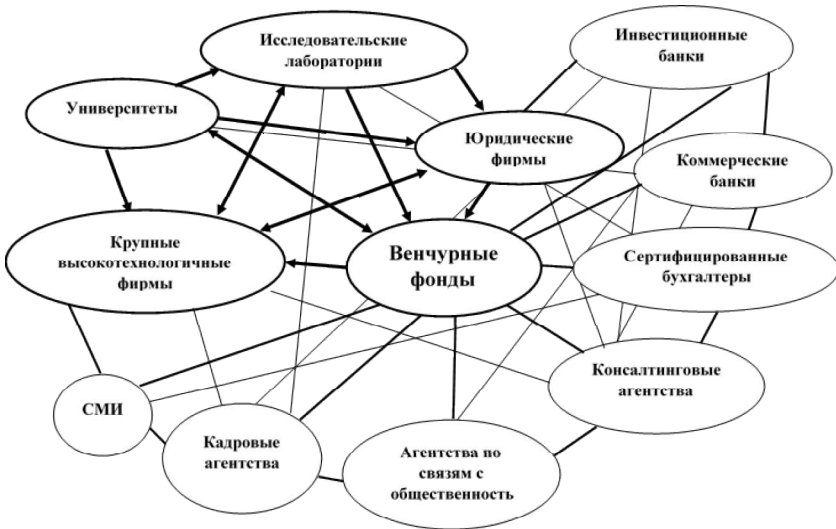 Исследовательские
лаборатории
Инвестиционные
банки
Университеты
Юридические
фирмы
Коммерческие
банки
Крупные
высокотехнологичные
фирмы
Венчурные
фонды
Сертифицированные
бухгалтеры
СМИ
Консалтинговые
агентства
Кадровые
агентства
Агентства по
связям с
общественность